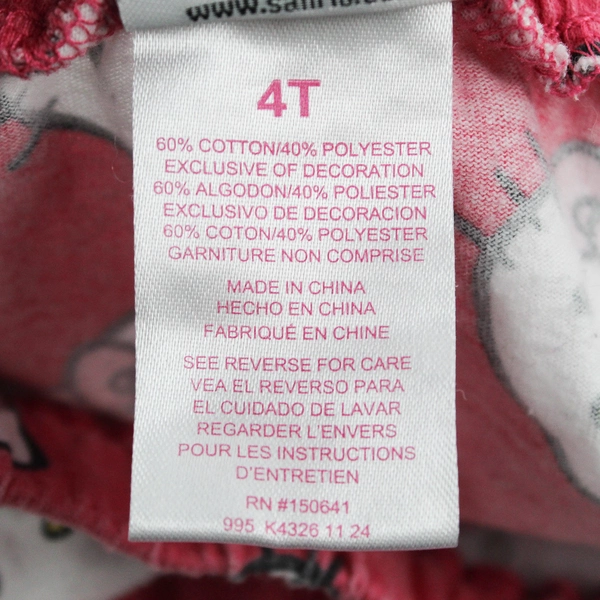 4T
60% COTTON/40% POLYESTER
EXCLUSIVE OF DECORATION
60% ALGODON/40% POLIESTER
EXCLUSIVO DE DECORACION
60% COTON/40% POLYESTER
GARNITURE NON COMPRISE
MADE IN CHINA
HECHO EN CHINA
FABRIQUÉ EN CHINE
SEE REVERSE FOR CARE
VEA EL REVERSO PARA
EL CUIDADO DE LAVAR
REGARDER L'ENVERS
POUR LES INSTRUCTIONS
D'ENTRETIEN
RN #150641
995 K4326 11 24